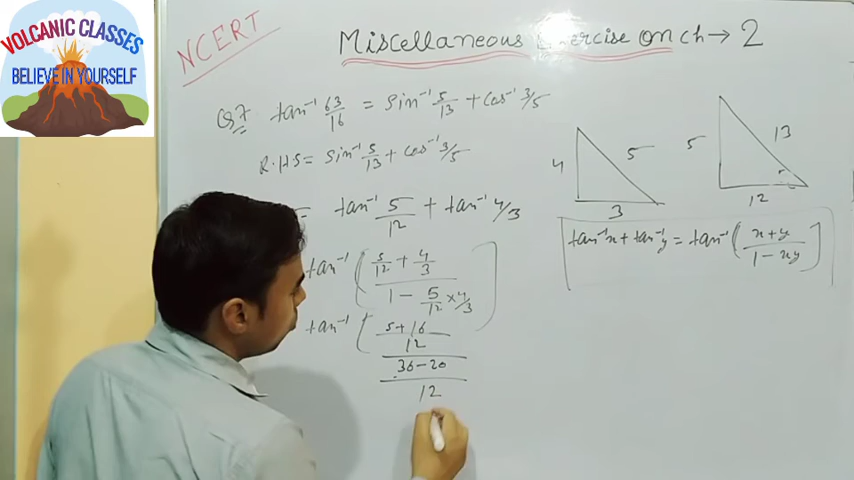 VOLCANIC CLASSES
BELIEVE IN YOURSELF
NCERT
Miscellaneous Exercise on ch → 2
Q7 tan⁻¹ 63/16 = sin⁻¹ 5/13 + cos⁻¹ 3/5
R.H.S = sin⁻¹ 5/13 + cos⁻¹ 3/5
= tan⁻¹ 5/12 + tan⁻¹ 4/3
tan⁻¹ ( 5/12 + 4/3
1 - 5/12 × 4/3 )
tan⁻¹ ( 5+16
12
36-20
12
4 5
3
5 13
12
tan⁻¹x + tan⁻¹y = tan⁻¹ ( x+y
1-xy )